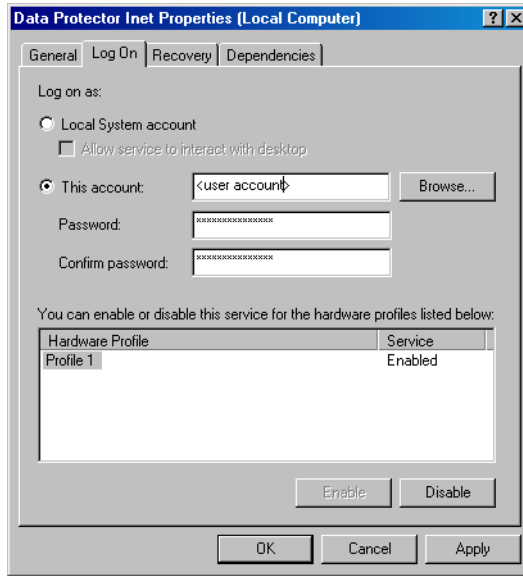 Data Protector Inet Properties (Local Computer)
General Log On Recovery Dependencies
Log on as:
Local System account
Allow service to interact with desktop
This account: <user account> Browse...
Password: xxxxxxxxxxxxxxx
Confirm password: xxxxxxxxxxxxxxx
You can enable or disable this service for the hardware profiles listed below:
Hardware Profile Service
Profile 1 Enabled
Enable Disable
OK Cancel Apply